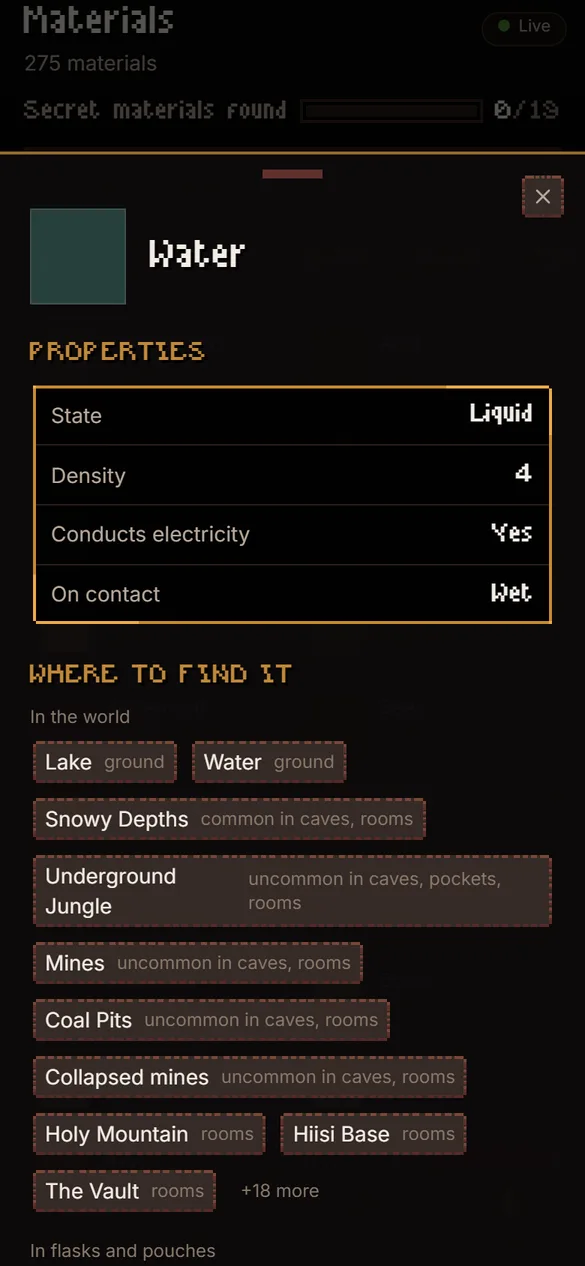 Materials
Live
275 materials
Secret materials found 0/19
Water
PROPERTIES
State Liquid
Density 4
Conducts electricity Yes
On contact Wet
WHERE TO FIND IT
In the world
Lake ground Water ground
Snowy Depths common in caves, rooms
Underground Jungle uncommon in caves, pockets, rooms
Mines uncommon in caves, rooms
Coal Pits uncommon in caves, rooms
Collapsed mines uncommon in caves, rooms
Holy Mountain rooms Hiisi Base rooms
The Vault rooms +18 more
In flasks and pouches